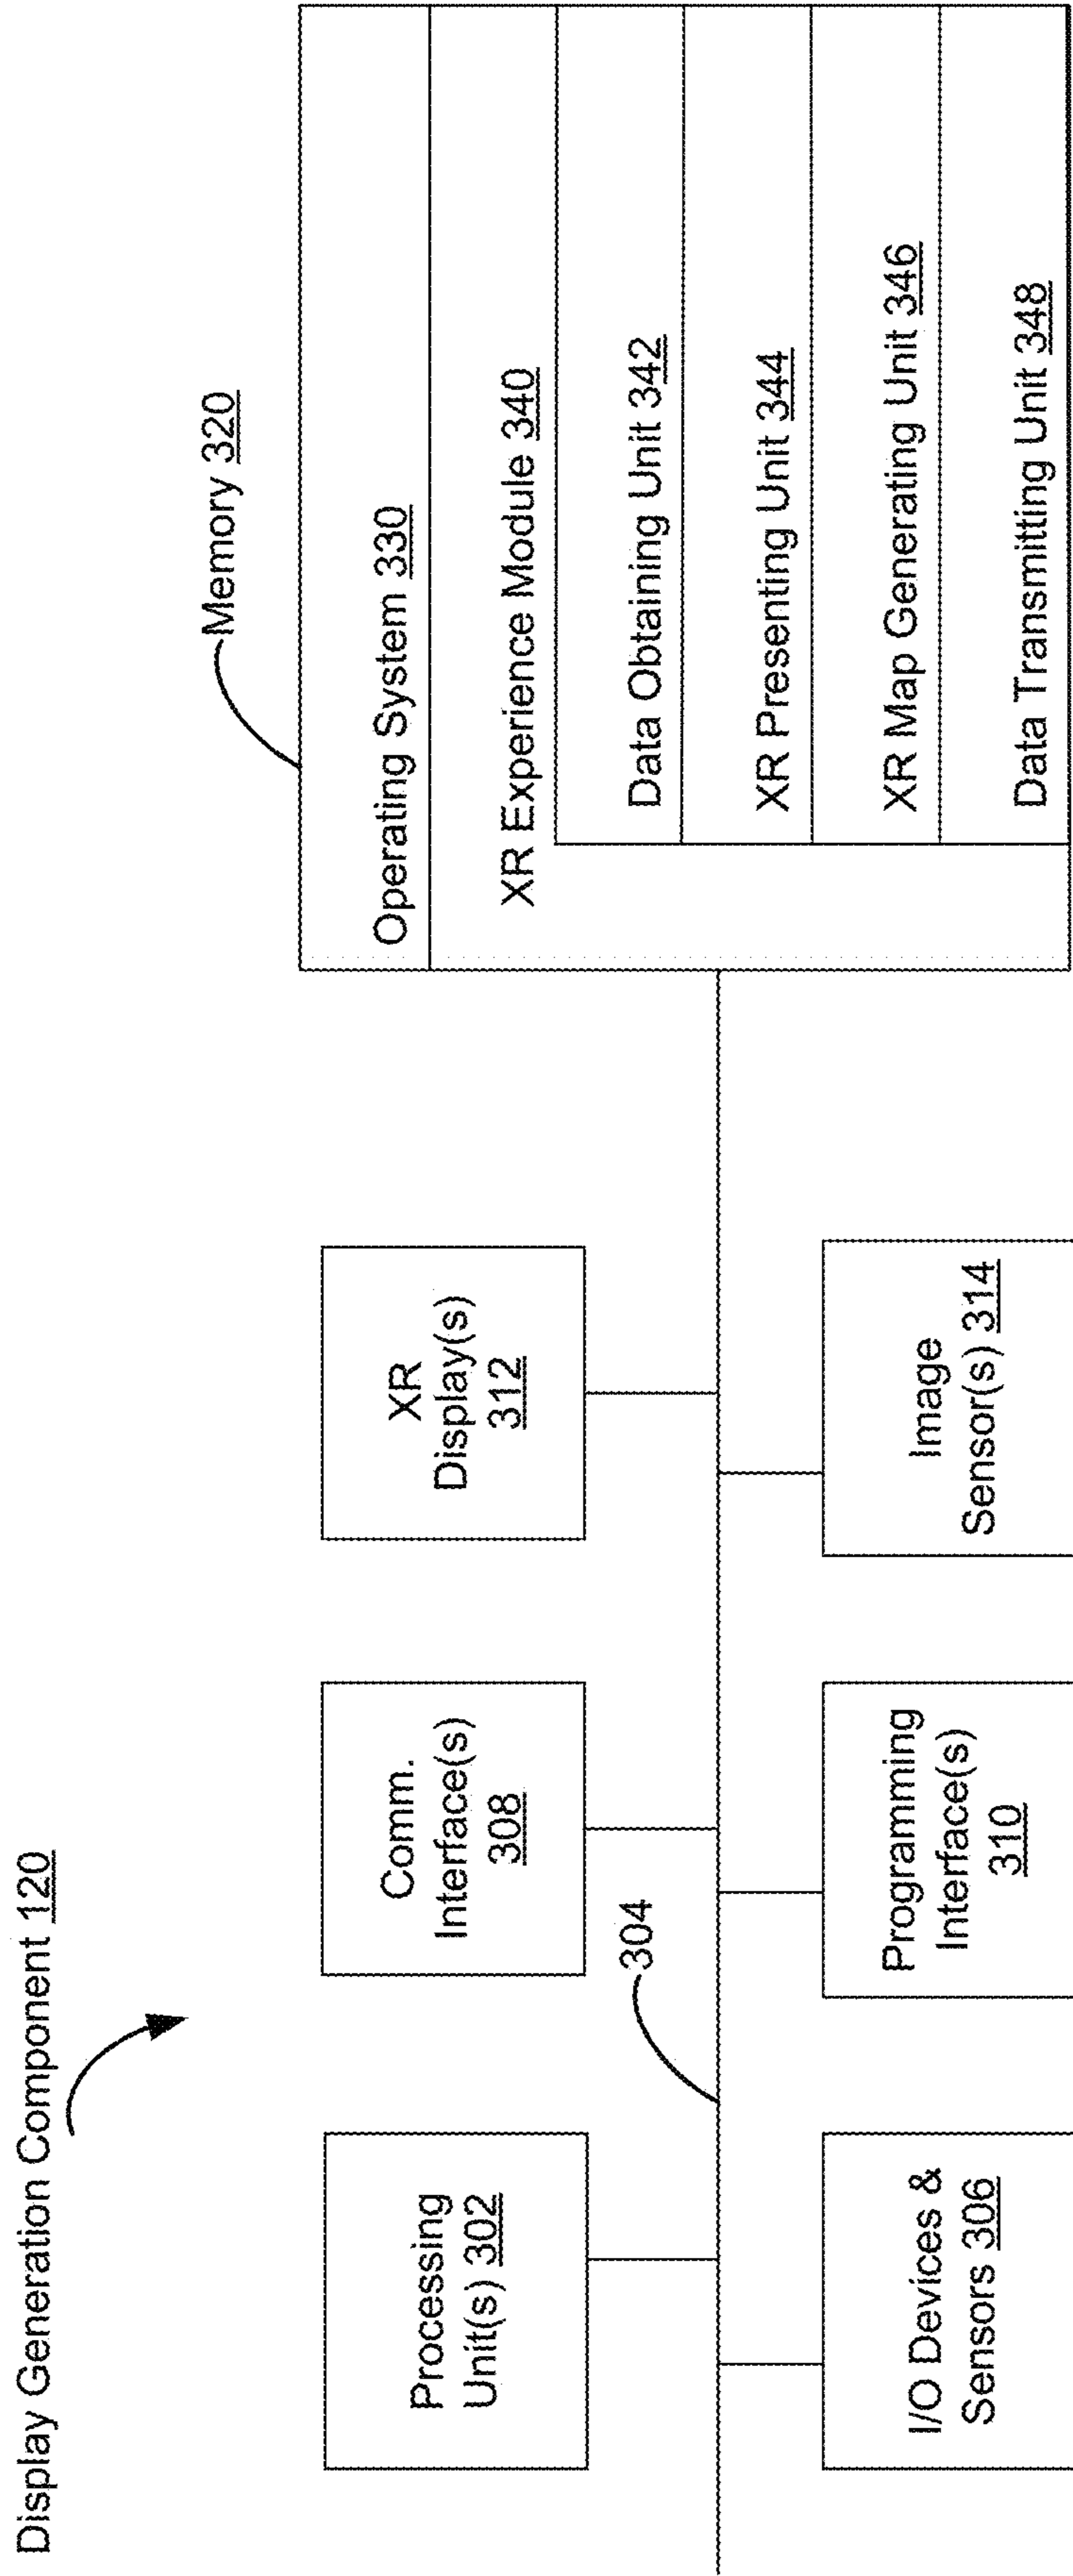 Display Generation Component 120
Memory 320
Processing
Unit(s) 302
Comm.
Interface(s)
308
XR
Display(s)
312
304
I/O Devices &
Sensors 306
Programming
Interface(s)
310
Image
Sensor(s) 314
Operating System 330
XR Experience Module 340
Data Obtaining Unit 342
XR Presenting Unit 344
XR Map Generating Unit 346
Data Transmitting Unit 348